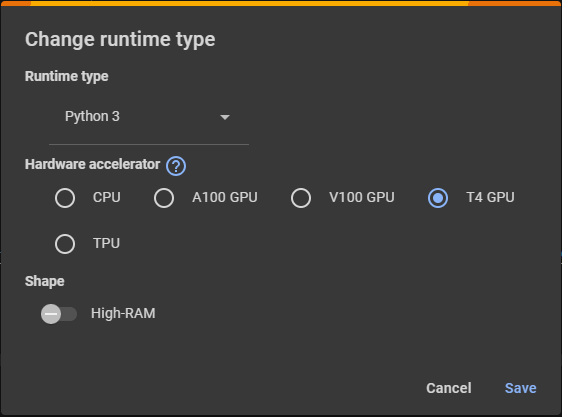 Change runtime type
Runtime type
Python 3
Hardware accelerator ?
CPU A100 GPU V100 GPU T4 GPU
TPU
Shape
High-RAM
Cancel Save